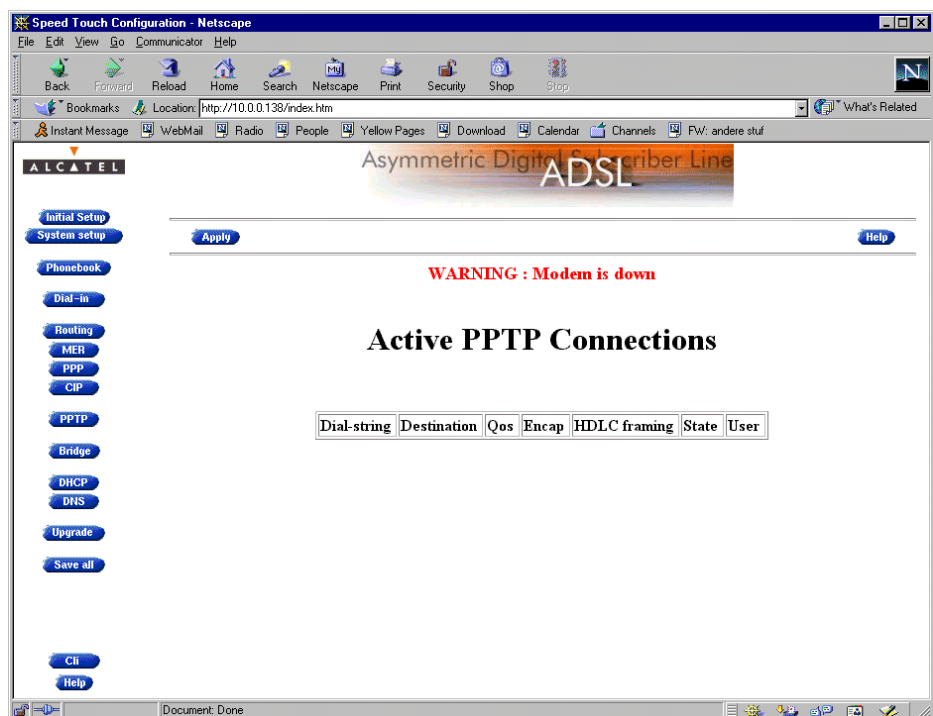 Speed Touch Configuration - Netscape
File Edit View Go Communicator Help
Back Forward Reload Home Search Netscape Print Security Shop Stop
Bookmarks Location: http://10.0.0.138/index.htm What's Related
Instant Message WebMail Radio People Yellow Pages Download Calendar Channels FW: andere stuf
ALCATEL
Asymmetric Digital Subscriber Line
ADSL
Initial Setup
System setup
Apply Help
Phonebook
WARNING : Modem is down
Dial-in
Routing
Active PPTP Connections
MER
PPP
CIP
PPTP
Dial-string Destination Qos Encap HDLC framing State User
Bridge
DHCP
DNS
Upgrade
Save all
Cli
Help
Document: Done